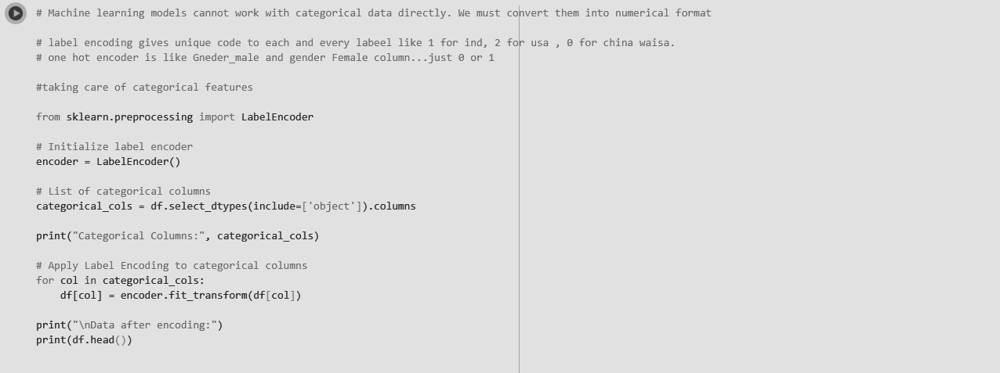 # Machine learning models cannot work with categorical data directly. We must convert them into numerical format
# label encoding gives unique code to each and every labeel like 1 for ind, 2 for usa , 0 for china waisa.
# one hot encoder is like Gneder_male and gender Female column...just 0 or 1
#taking care of categorical features
from sklearn.preprocessing import LabelEncoder
# Initialize label encoder
encoder = LabelEncoder()
# List of categorical columns
categorical_cols = df.select_dtypes(include=['object']).columns
print("Categorical Columns:", categorical_cols)
# Apply Label Encoding to categorical columns
for col in categorical_cols:
    df[col] = encoder.fit_transform(df[col])
print("\nData after encoding:")
print(df.head())